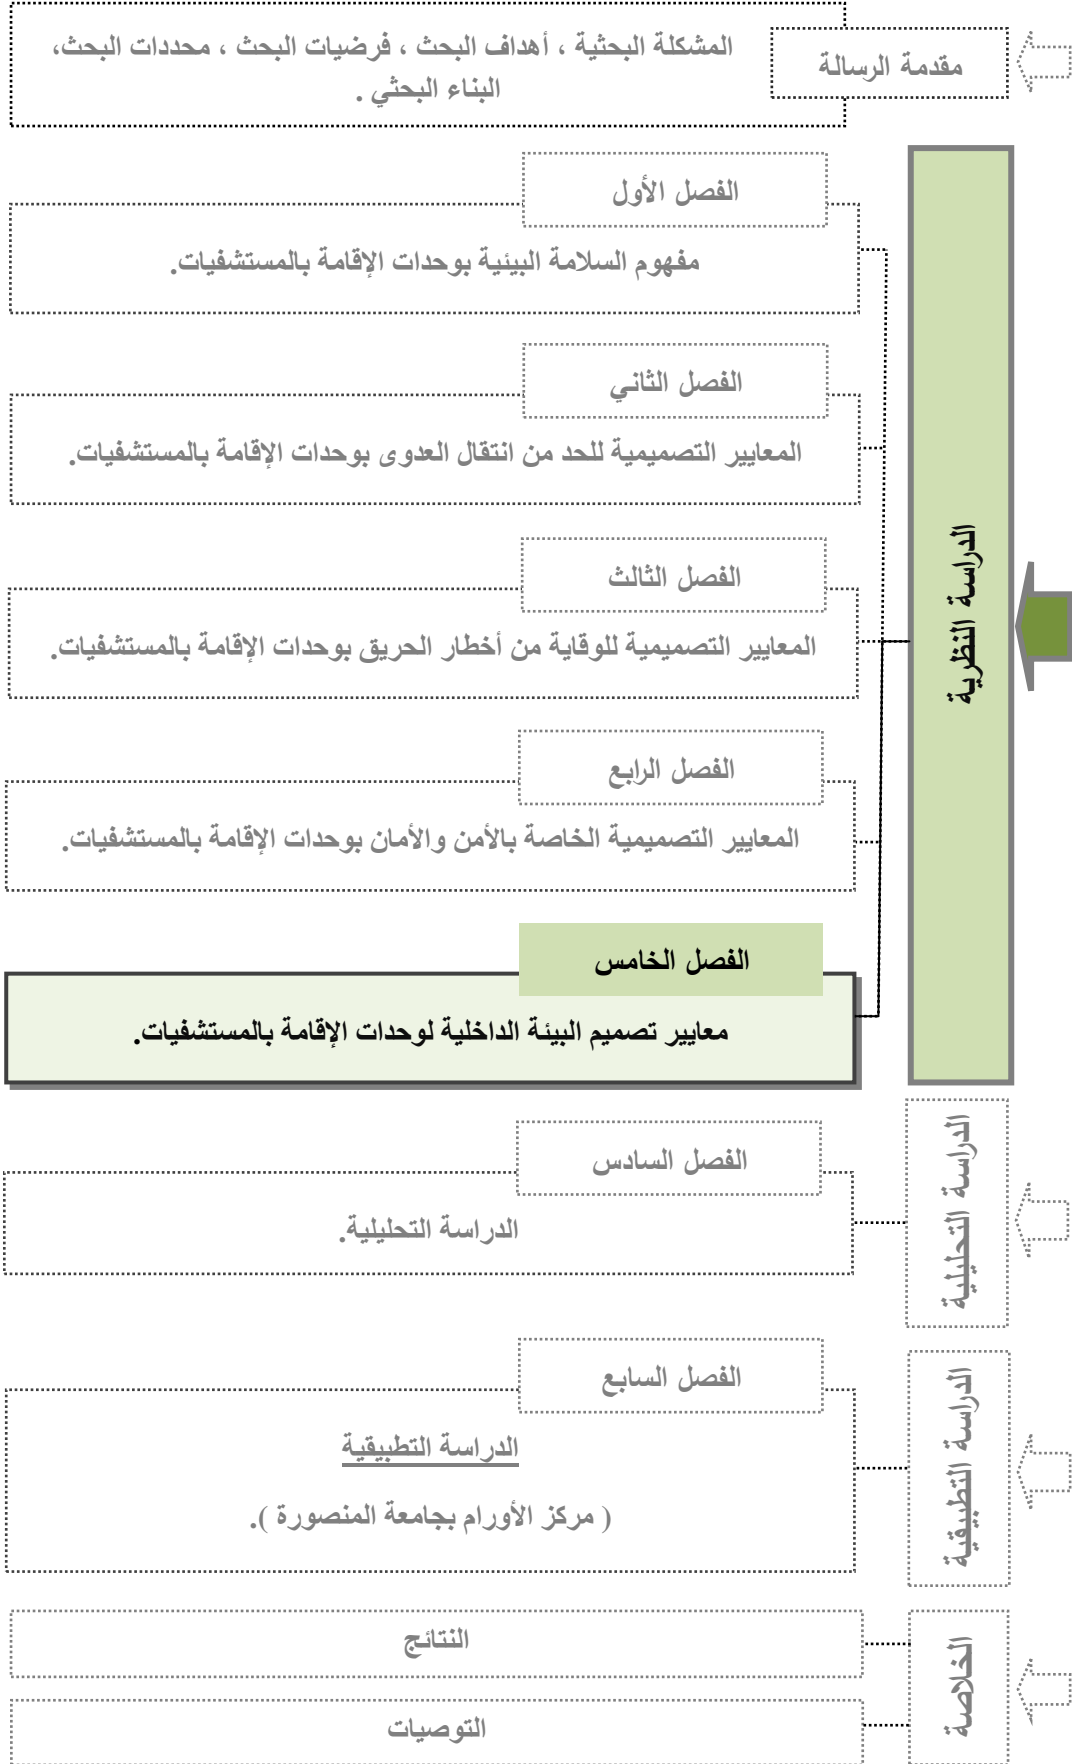 مقدمة الرسالة
المشكلة البحثية ، أهداف البحث ، فرضيات البحث ، محددات البحث،
البناء البحثي .
الدراسة النظرية
الفصل الأول
مفهوم السلامة البيئية بوحدات الإقامة بالمستشفيات.
الفصل الثاني
المعايير التصميمية للحد من انتقال العدوى بوحدات الإقامة بالمستشفيات.
الفصل الثالث
المعايير التصميمية للوقاية من أخطار الحريق بوحدات الإقامة بالمستشفيات.
الفصل الرابع
المعايير التصميمية الخاصة بالأمن والأمان بوحدات الإقامة بالمستشفيات.
الفصل الخامس
معايير تصميم البيئة الداخلية لوحدات الإقامة بالمستشفيات.
الدراسة التحليلية
الفصل السادس
الدراسة التحليلية.
الدراسة التطبيقية
الفصل السابع
الدراسة التطبيقية
( مركز الأورام بجامعة المنصورة ).
الخلاصة
النتائج
التوصيات